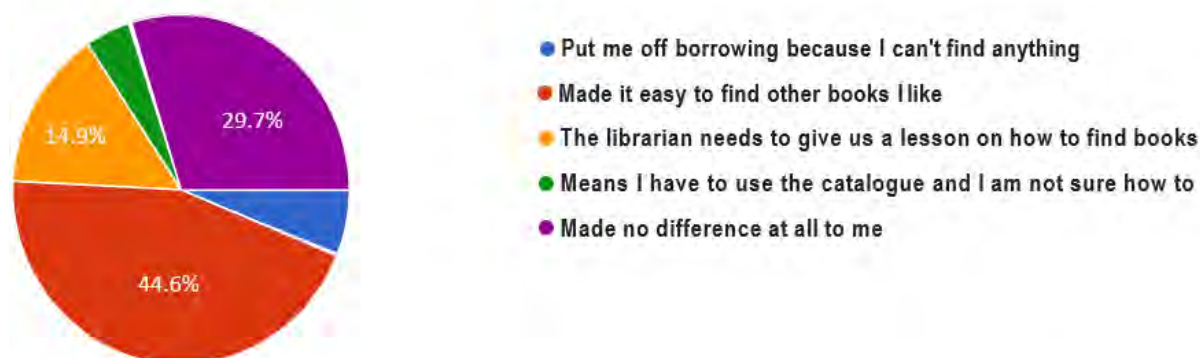 Put me off borrowing because I can't find anything
Made it easy to find other books I like
The librarian needs to give us a lesson on how to find books
Means I have to use the catalogue and I am not sure how to
Made no difference at all to me
29.7%
14.9%
44.6%